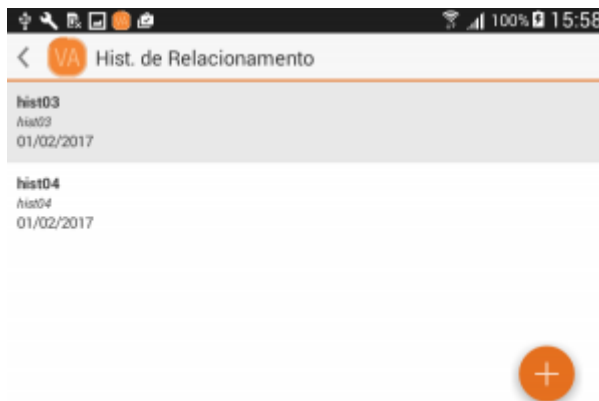 100% 15:58
VA Hist. de Relacionamento
hist03
hist03
01/02/2017
hist04
hist04
01/02/2017